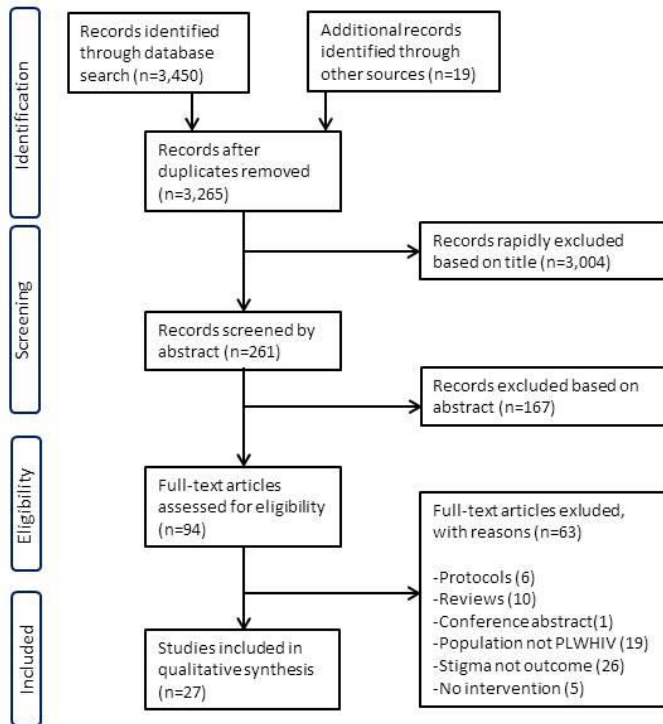 Identification
Records identified
through database
search (n=3,450)
Additional records
identified through
other sources (n=19)
Records after
duplicates removed
(n=3,265)
Screening
Records rapidly excluded
based on title (n=3,004)
Records screened by
abstract (n=261)
Records excluded based on
abstract (n=167)
Eligibility
Full-text articles
assessed for eligibility
(n=94)
Full-text articles exluded,
with reasons (n=63)
-Protocols (6)
-Reviews (10)
-Conference abstract(1)
-Population not PLWHIV (19)
-Stigma not outcome (26)
-No intervention (5)
Included
Studies included in
qualitative synthesis
(n=27)